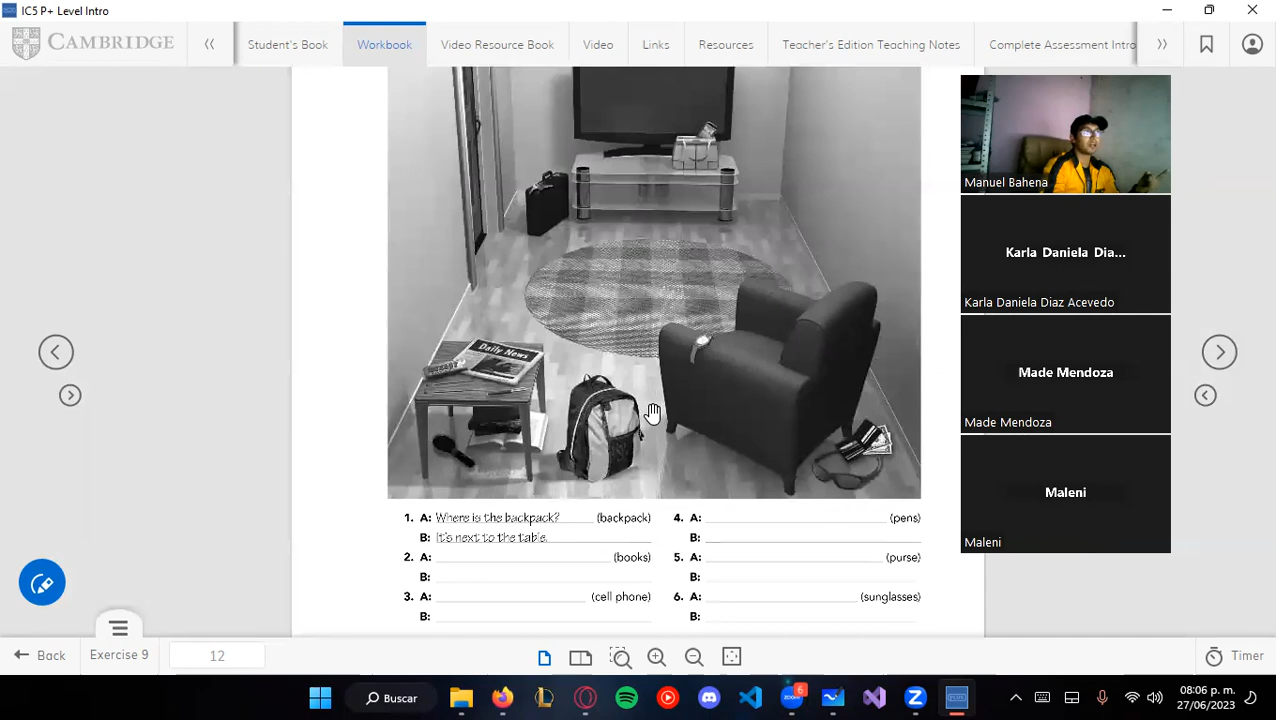 IC5 P+ Level Intro
CAMBRIDGE
Student's Book
Workbook
Video Resource Book
Video
Links
Resources
Teacher's Edition Teaching Notes
Complete Assessment Intro
Manuel Bahena
Karla Daniela Dia...
Karla Daniela Diaz Acevedo
Made Mendoza
Made Mendoza
Maleni
Maleni
Daily News
1. A: Where is the backpack? (backpack)
B: It's next to the table.
2. A: (books)
B:
3. A: (cell phone)
B:
4. A: (pens)
B:
5. A: (purse)
B:
6. A: (sunglasses)
B:
Back
Exercise 9
12
Timer
Buscar
zoom
6
PLUS
08:06 p. m.
27/06/2023